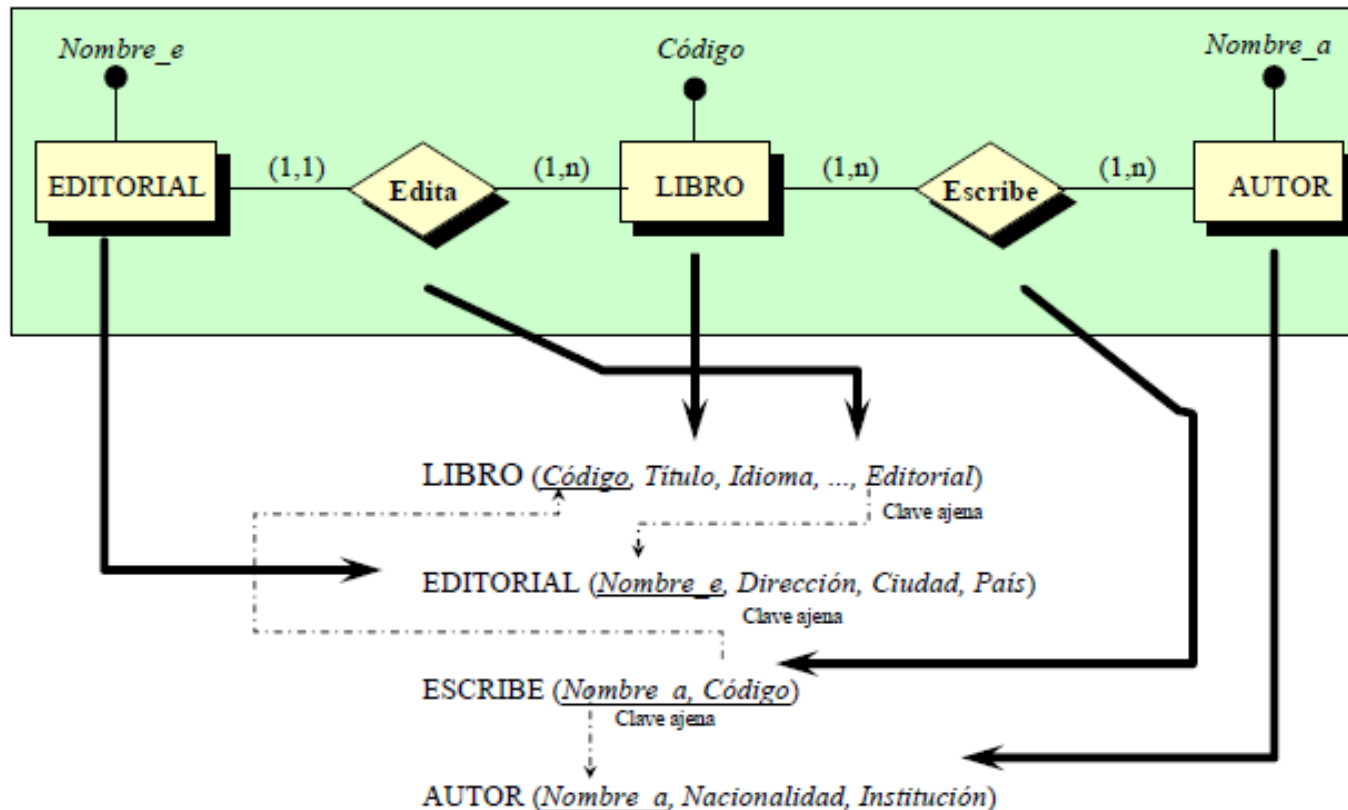 Nombre_e Código Nombre_a
EDITORIAL (1,1) Edita (1,n) LIBRO (1,n) Escribe (1,n) AUTOR
LIBRO (Código, Título, Idioma, ..., Editorial)
Clave ajena
EDITORIAL (Nombre_e, Dirección, Ciudad, País)
Clave ajena
ESCRIBE (Nombre_a, Código)
Clave ajena
AUTOR (Nombre_a, Nacionalidad, Institución)